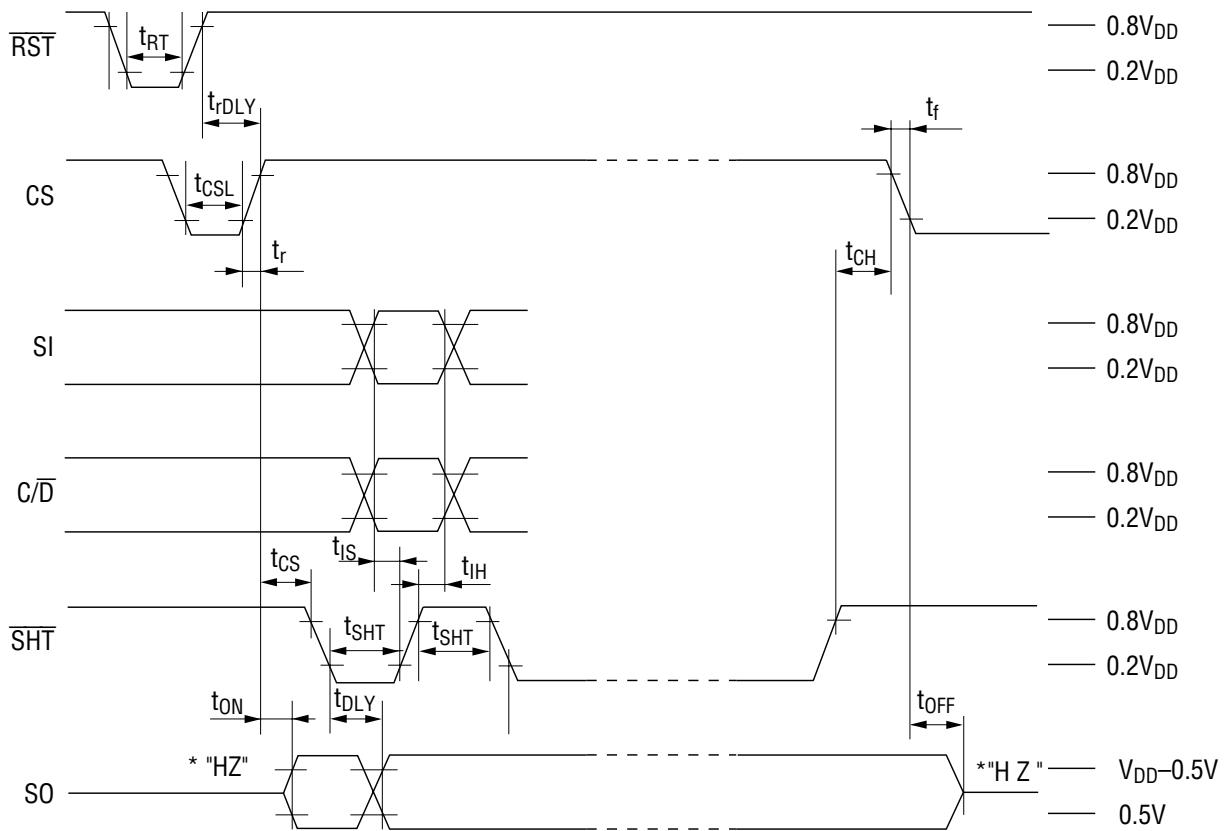 R̅S̅T̅
tRT
0.8VDD
0.2VDD
trDLY
tf
CS
tCSL
0.8VDD
0.2VDD
tr
tCH
SI
0.8VDD
0.2VDD
C/D̅
0.8VDD
0.2VDD
tCS
tIS
tIH
S̅H̅T̅
tSHT
tSHT
0.8VDD
0.2VDD
tON
tDLY
tOFF
SO
* "HZ"
*"H Z "
VDD–0.5V
0.5V